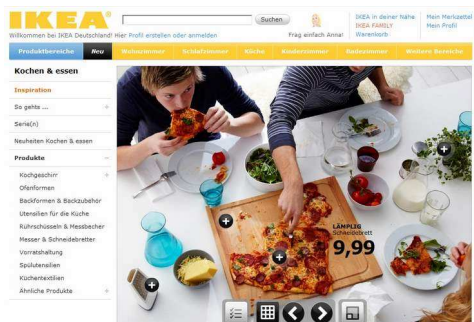 IKEA
Suchen
IKEA in deiner Nähe
Mein Merkzettel
IKEA FAMILY
Mein Profil
Warenkorb
Willkommen bei IKEA Deutschland! Hier Profil erstellen oder anmelden
Frag einfach Anna!
Produktbereiche
Neu
Wohnzimmer
Schlafzimmer
Küche
Kinderzimmer
Badezimmer
Weitere Bereiche
Kochen & essen
Inspiration
So gehts ...
Serie(n)
Neuheiten Kochen & essen
Produkte
Kochgeschirr
Ofenformen
Backformen & Backzubehör
Utensilien für die Küche
Rührschüsseln & Messbecher
Messer & Schneidebretter
Vorratshaltung
Spülutensilien
Küchentextilien
Ähnliche Produkte
LÄMPLIG
Schneidebrett
9,99